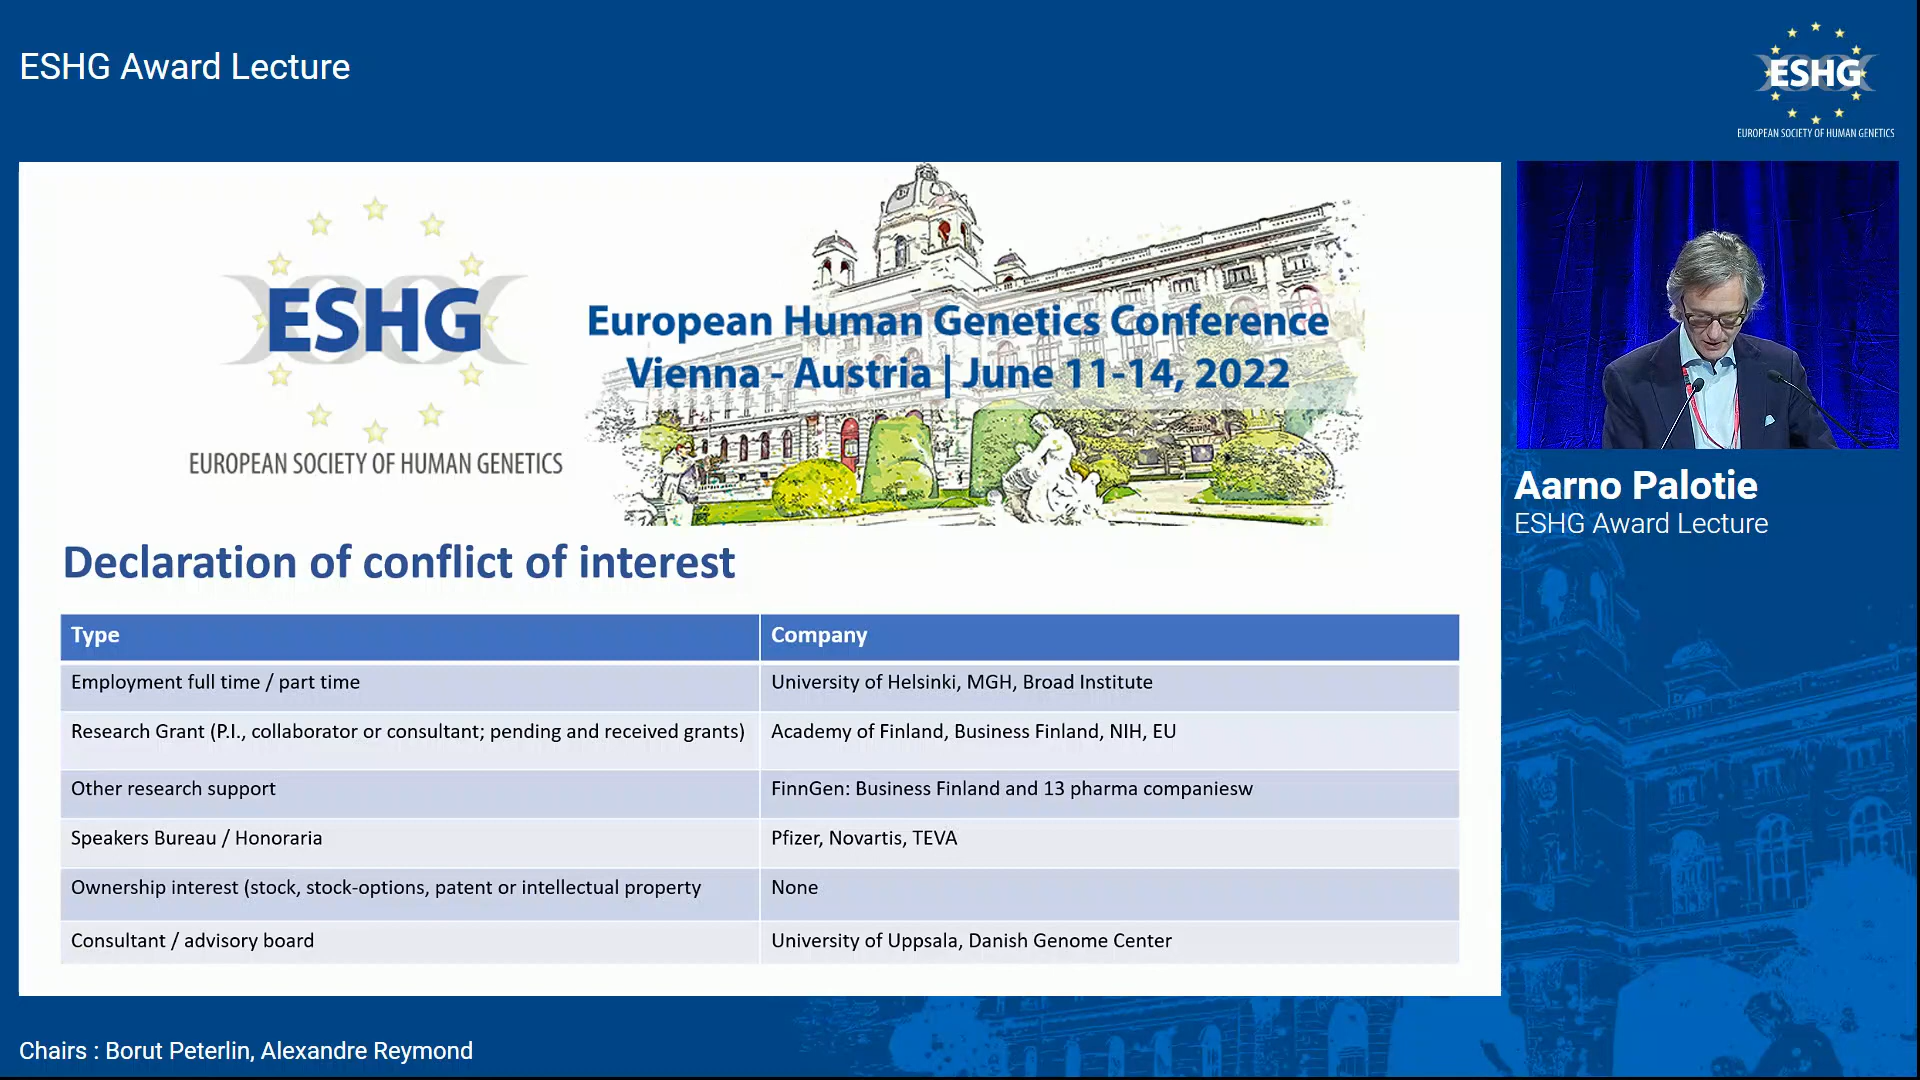 ESHG Award Lecture
ESHG
EUROPEAN SOCIETY OF HUMAN GENETICS
ESHG
EUROPEAN SOCIETY OF HUMAN GENETICS
European Human Genetics Conference
Vienna - Austria | June 11-14, 2022
Declaration of conflict of interest
Type Company
Employment full time / part time University of Helsinki, MGH, Broad Institute
Research Grant (P.I., collaborator or consultant; pending and received grants) Academy of Finland, Business Finland, NIH, EU
Other research support FinnGen: Business Finland and 13 pharma companiesw
Speakers Bureau / Honoraria Pfizer, Novartis, TEVA
Ownership interest (stock, stock-options, patent or intellectual property None
Consultant / advisory board University of Uppsala, Danish Genome Center
Aarno Palotie
ESHG Award Lecture
Chairs : Borut Peterlin, Alexandre Reymond